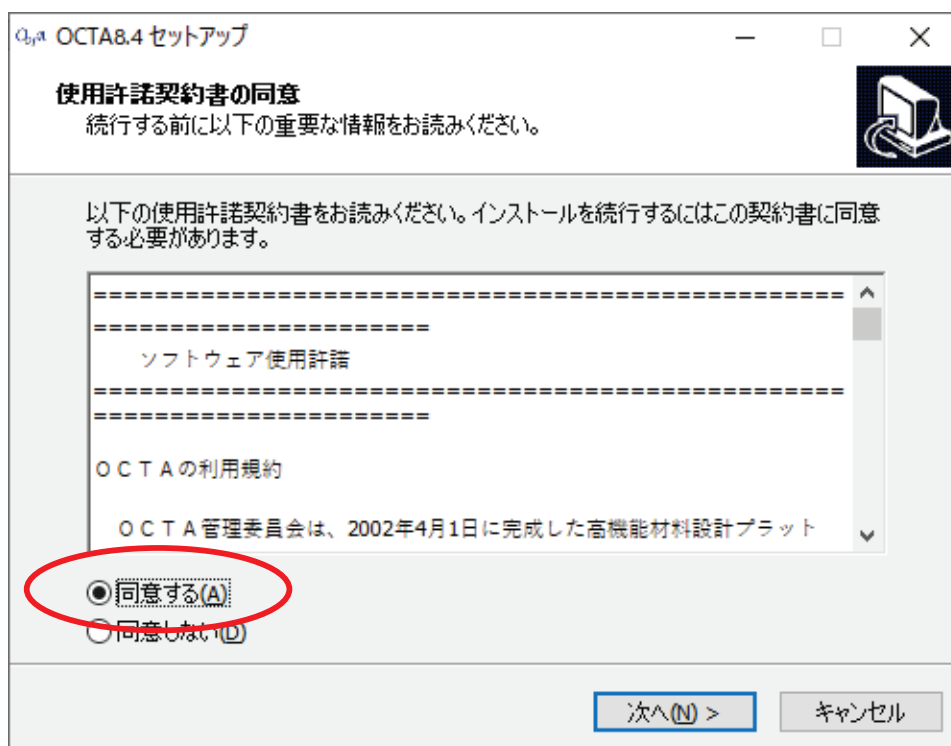 OCTA OCTA8.4 セットアップ
使用許諾契約書の同意
続行する前に以下の重要な情報をお読みください。
以下の使用許諾契約書をお読みください。インストールを続行するにはこの契約書に同意
する必要があります。
=================================================
======================
ソフトウェア使用許諾
=================================================
======================
ＯＣＴＡの利用規約
ＯＣＴＡ管理委員会は、2002年4月1日に完成した高機能材料設計プラット
同意する(A)
同意しない(D)
次へ(N) >
キャンセル